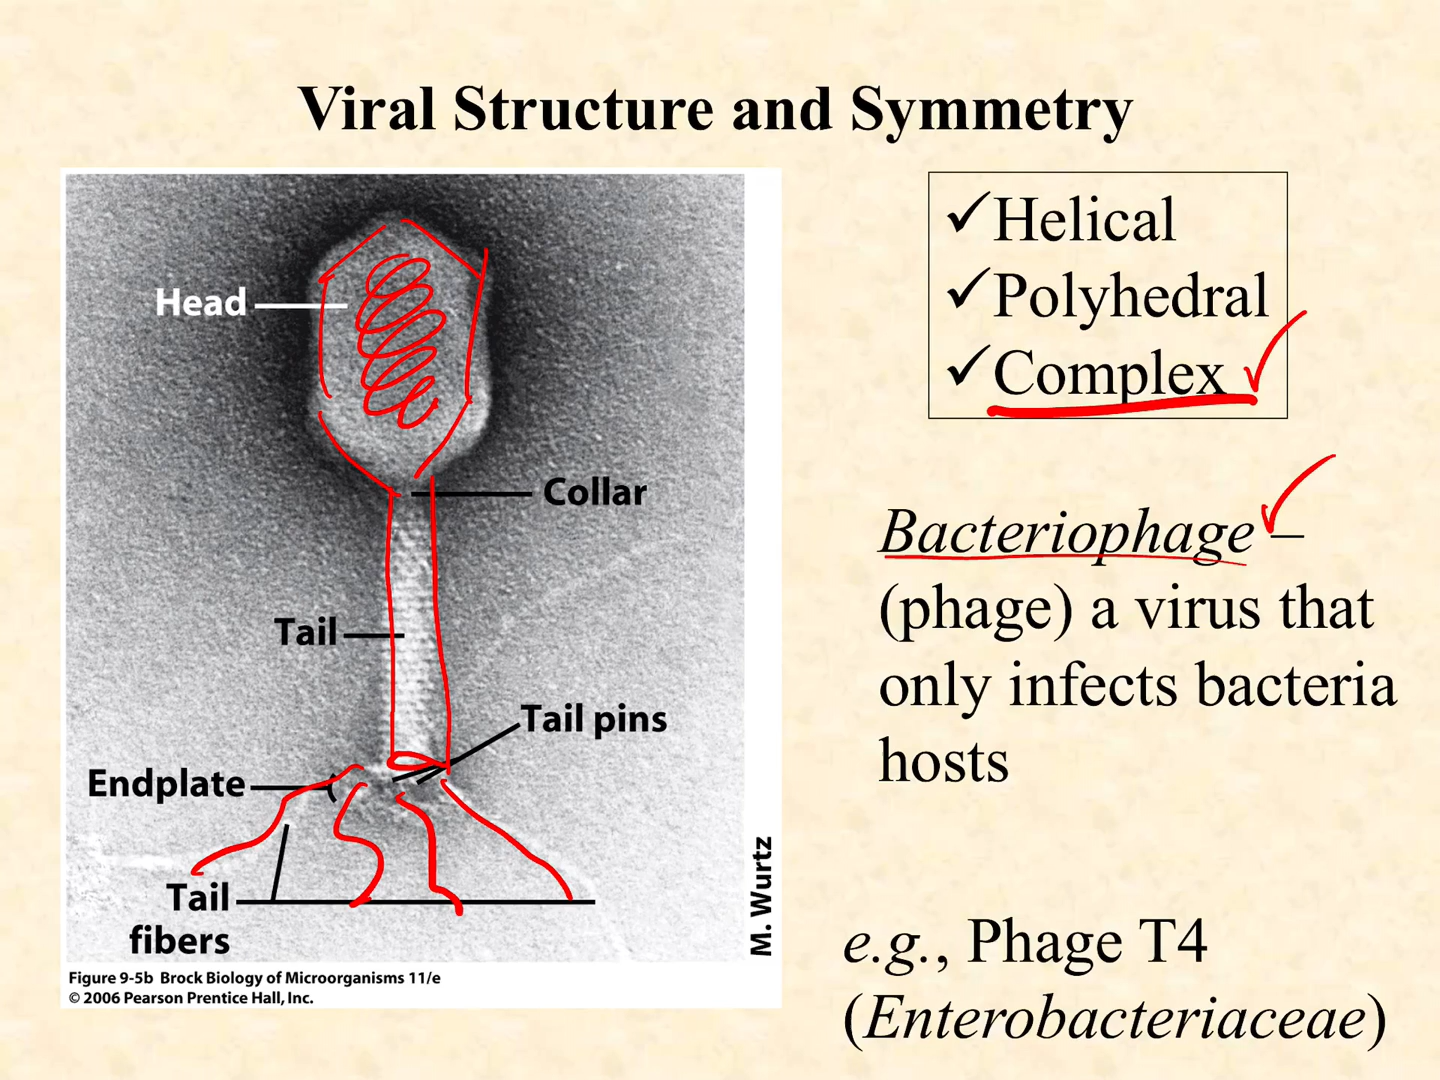 Viral Structure and Symmetry
Head
Collar
Tail
Tail pins
Endplate
Tail
fibers
M. Wurtz
Figure 9-5b Brock Biology of Microorganisms 11/e
© 2006 Pearson Prentice Hall, Inc.
✓Helical
✓Polyhedral
✓Complex
Bacteriophage –
(phage) a virus that
only infects bacteria
hosts
e.g., Phage T4
(Enterobacteriaceae)